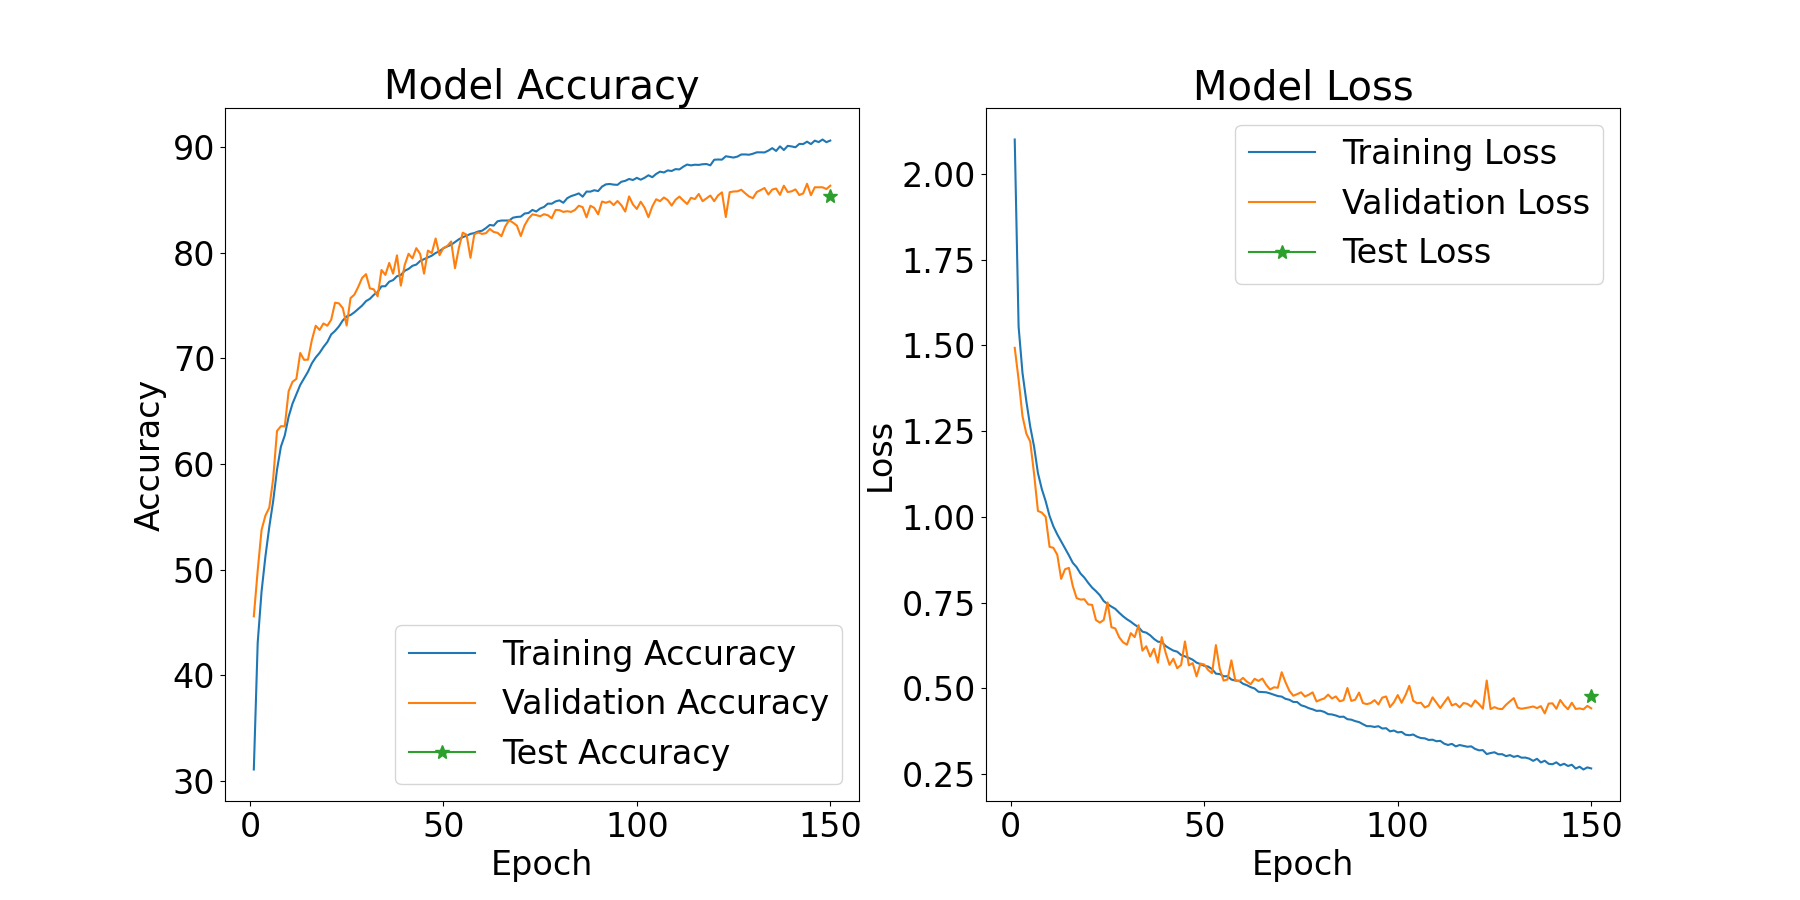 Model Accuracy
90
80
70
60
50
40
30
Accuracy
Training Accuracy
Validation Accuracy
Test Accuracy
0 50 100 150
Epoch
Model Loss
2.00
1.75
1.50
1.25
1.00
0.75
0.50
0.25
Loss
Training Loss
Validation Loss
Test Loss
0 50 100 150
Epoch